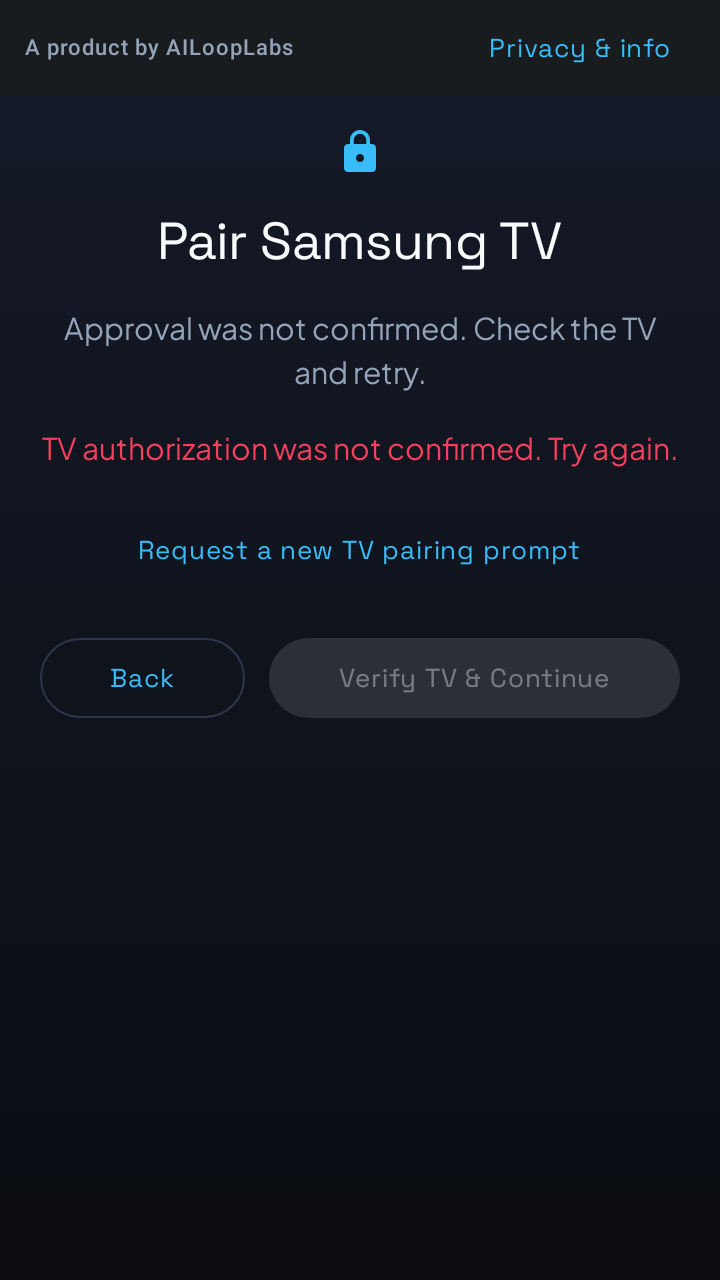 A product by AILoopLabs
Privacy & info
Pair Samsung TV
Approval was not confirmed. Check the TV
and retry.
TV authorization was not confirmed. Try again.
Request a new TV pairing prompt
Back
Verify TV & Continue